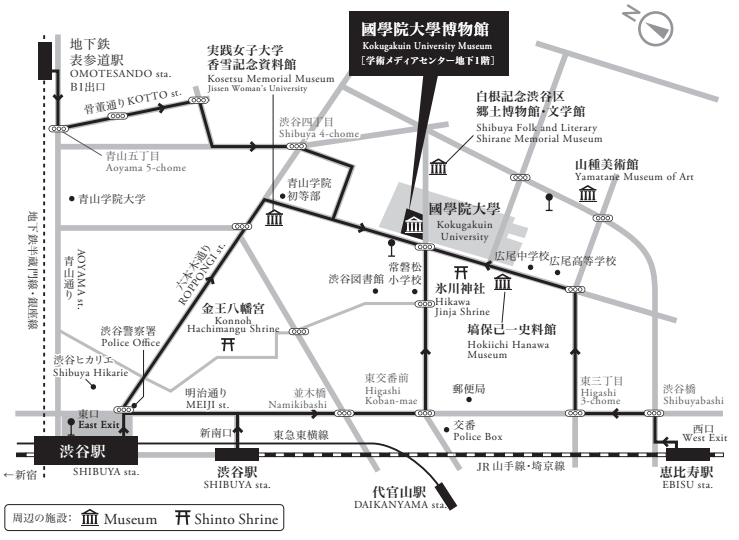 地下鉄
表参道駅
OMOTESANDO sta.
B1出口
骨董通り KOTTO st.
実践女子大学
香雪記念資料館
Kosetsu Memorial Museum
Jissen Woman's University
國學院大學博物館
Kokugakuin University Museum
[学術メディアセンター地下1階]
N
白根記念渋谷区
郷土博物館・文学館
Shibuya Folk and Literary
Shirane Memorial Museum
山種美術館
Yamatane Museum of Art
渋谷四丁目
Shibuya 4-chome
青山五丁目
Aoyama 5-chome
青山学院大学
青山学院
初等部
國學院大學
Kokugakuin
University
地下鉄半蔵門線・銀座線
青山通り
AOYAMA st.
六本木通り
ROPPONGI st.
渋谷図書館
常磐松
小学校
氷川神社
Hikawa
Jinja Shrine
広尾中学校
広尾高等学校
塙保己一史料館
Hokiichi Hanawa
Museum
金王八幡宮
Konnoh
Hachimangu Shrine
渋谷警察署
Police Office
渋谷ヒカリエ
Shibuya Hikarie
明治通り
MEIJI st.
並木橋
Namikibashi
東交番前
Higashi
Koban-mae
郵便局
交番
Police Box
東三丁目
Higashi
3-chome
渋谷橋
Shibuyabashi
東口
East Exit
新南口
東急東横線
西口
West Exit
渋谷駅
SHIBUYA sta.
←新宿
渋谷駅
SHIBUYA sta.
代官山駅
DAIKANYAMA sta.
JR山手線・埼京線
恵比寿駅
EBISU sta.
周辺の施設: Museum Shinto Shrine